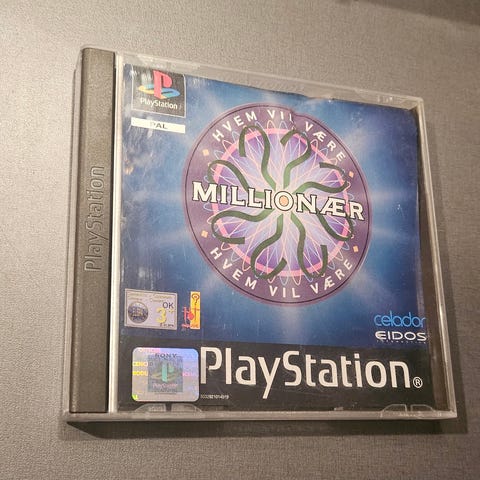 PlayStation
PlayStation
PAL
HVEM VIL VÆRE
MILLIONÆR
HVEM VIL VÆRE
OK
3+
celador
EIDOS
SONY
PlayStation
PlayStation®